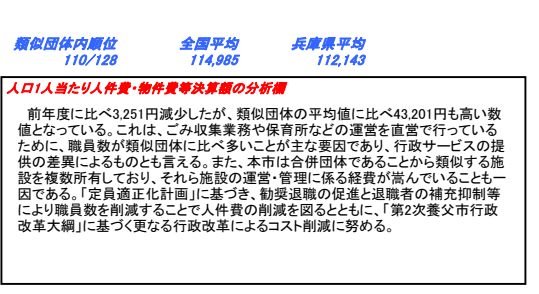 類似団体内順位 全国平均 兵庫県平均
110/128 114,985 112,143
人口1人当たり人件費・物件費等決算額の分析欄
前年度に比べ3,251円減少したが、類似団体の平均値に比べ43,201円も高い数
値となっている。これは、ごみ収集業務や保育所などの運営を直営で行っている
ために、職員数が類似団体に比べ多いことが主な要因であり、行政サービスの提
供の差異によるものとも言える。また、本市は合併団体であることから類似する施
設を複数所有しており、それら施設の運営・管理に係る経費が嵩んでいることも一
因である。「定員適正化計画」に基づき、勧奨退職の促進と退職者の補充抑制等
により職員数を削減することで人件費の削減を図るとともに、「第2次養父市行政
改革大綱」に基づく更なる行政改革によるコスト削減に努める。